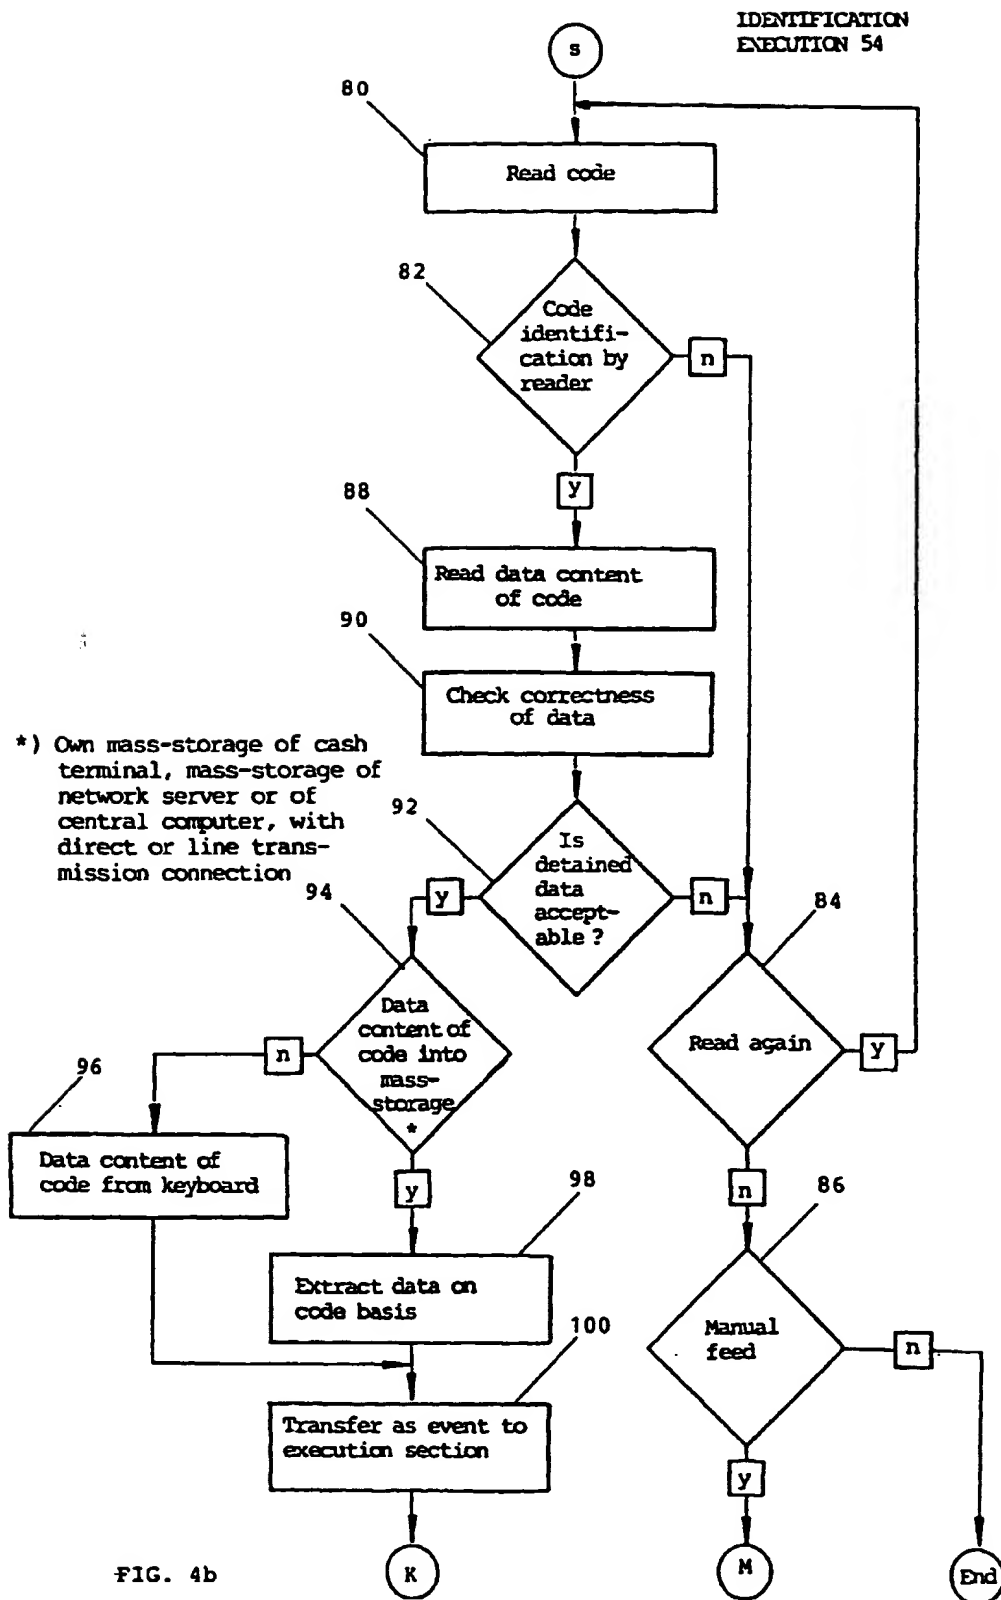 IDENTIFICATION
EXECUTION 54
s
80
Read code
82
Code
identifi-
cation by
reader
n
y
88
Read data content
of code
90
Check correctness
of data
*) Own mass-storage of cash
terminal, mass-storage of
network server or of
central computer, with
direct or line trans-
mission connection
92
Is
detained
data
accept-
able ?
y
n
94
84
Data
content of
code into
mass-
storage
*
n
Read again
y
96
Data content of
code from keyboard
y
n
98
86
Extract data on
code basis
Manual
feed
n
100
Transfer as event to
execution section
y
FIG. 4b
K
M
End